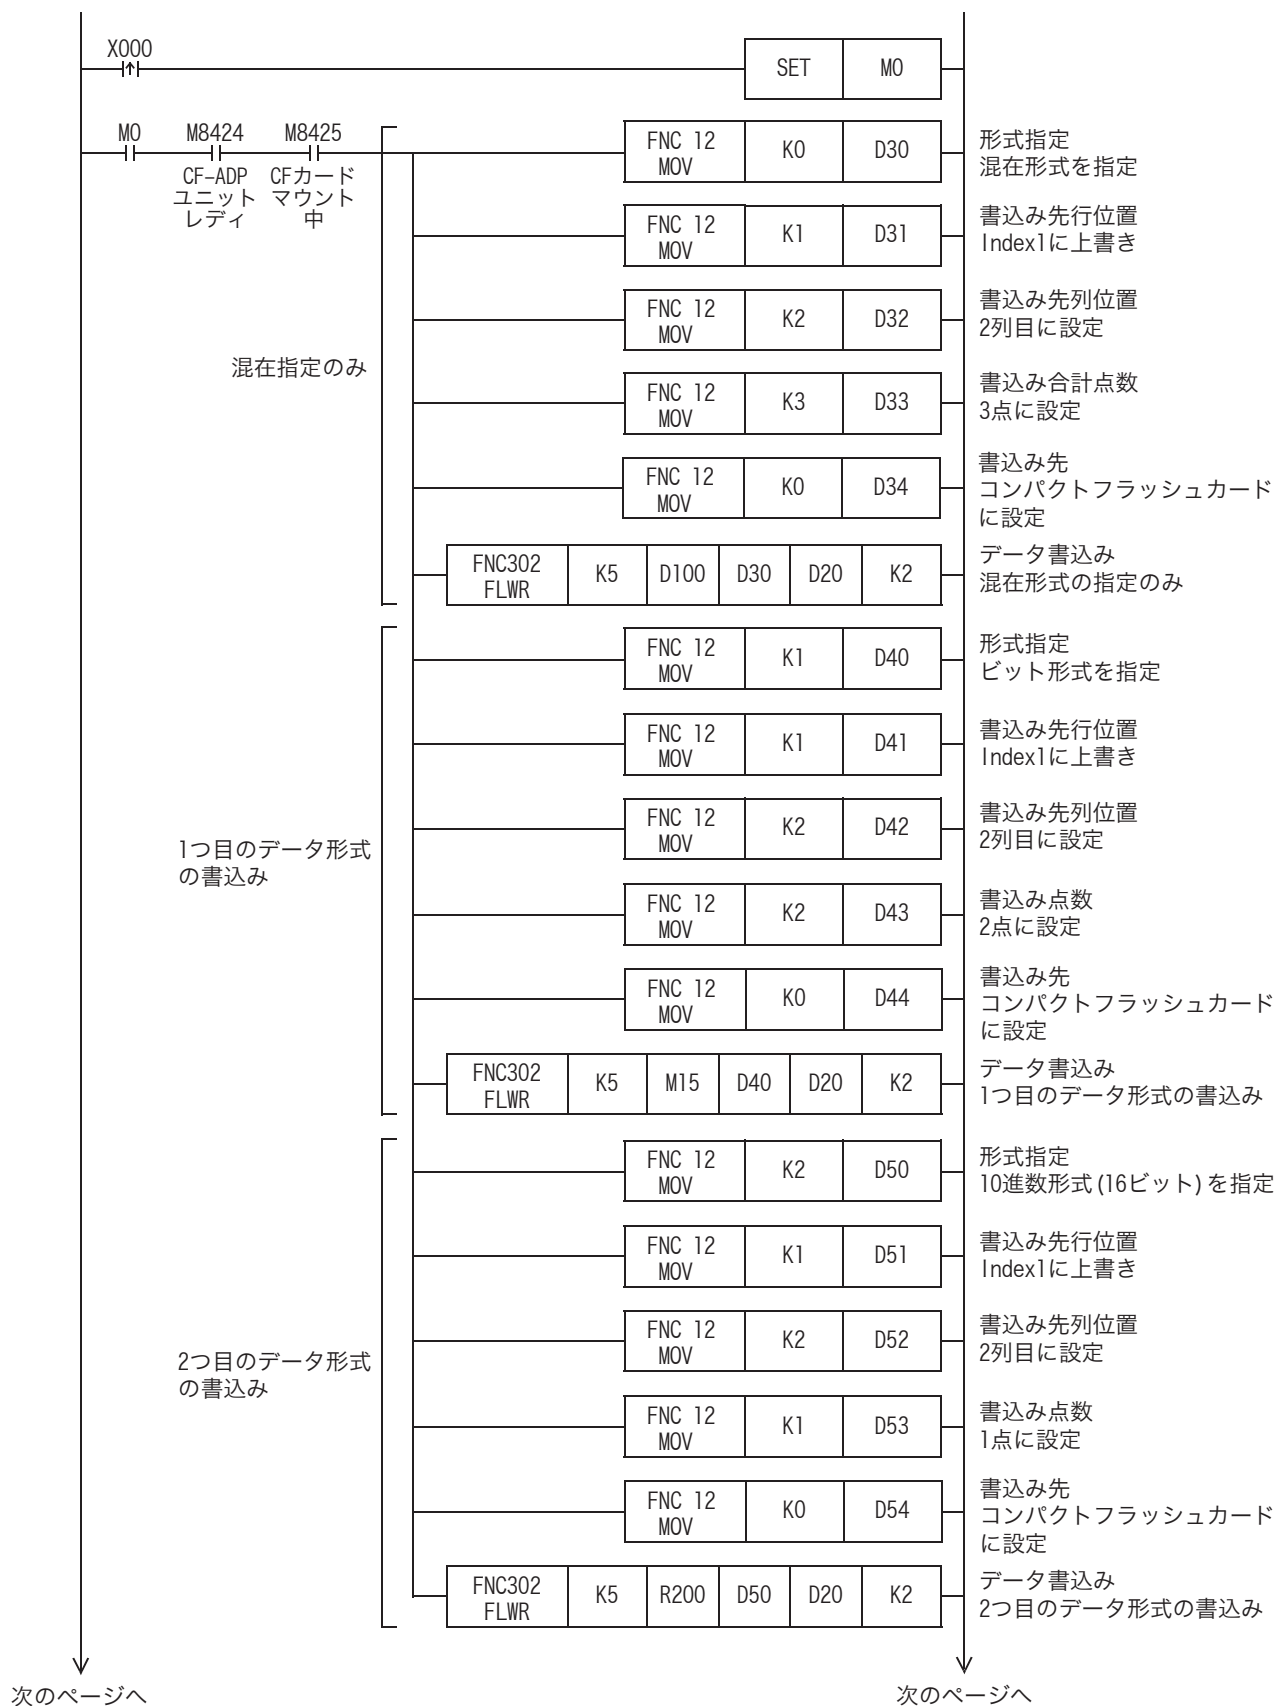 X000
SET M0
M0 M8424 M8425
CF-ADP
ユニット
レディ
CFカード
マウント
中
混在指定のみ
FNC 12
MOV K0 D30
形式指定
混在形式を指定
FNC 12
MOV K1 D31
書込み先行位置
Index1に上書き
FNC 12
MOV K2 D32
書込み先列位置
2列目に設定
FNC 12
MOV K3 D33
書込み合計点数
3点に設定
FNC 12
MOV K0 D34
書込み先
コンパクトフラッシュカード
に設定
FNC302
FLWR K5 D100 D30 D20 K2
データ書込み
混在形式の指定のみ
1つ目のデータ形式
の書込み
FNC 12
MOV K1 D40
形式指定
ビット形式を指定
FNC 12
MOV K1 D41
書込み先行位置
Index1に上書き
FNC 12
MOV K2 D42
書込み先列位置
2列目に設定
FNC 12
MOV K2 D43
書込み点数
2点に設定
FNC 12
MOV K0 D44
書込み先
コンパクトフラッシュカード
に設定
FNC302
FLWR K5 M15 D40 D20 K2
データ書込み
1つ目のデータ形式の書込み
2つ目のデータ形式
の書込み
FNC 12
MOV K2 D50
形式指定
10進数形式(16ビット)を指定
FNC 12
MOV K1 D51
書込み先行位置
Index1に上書き
FNC 12
MOV K2 D52
書込み先列位置
2列目に設定
FNC 12
MOV K1 D53
書込み点数
1点に設定
FNC 12
MOV K0 D54
書込み先
コンパクトフラッシュカード
に設定
FNC302
FLWR K5 R200 D50 D20 K2
データ書込み
2つ目のデータ形式の書込み
次のページへ
次のページへ